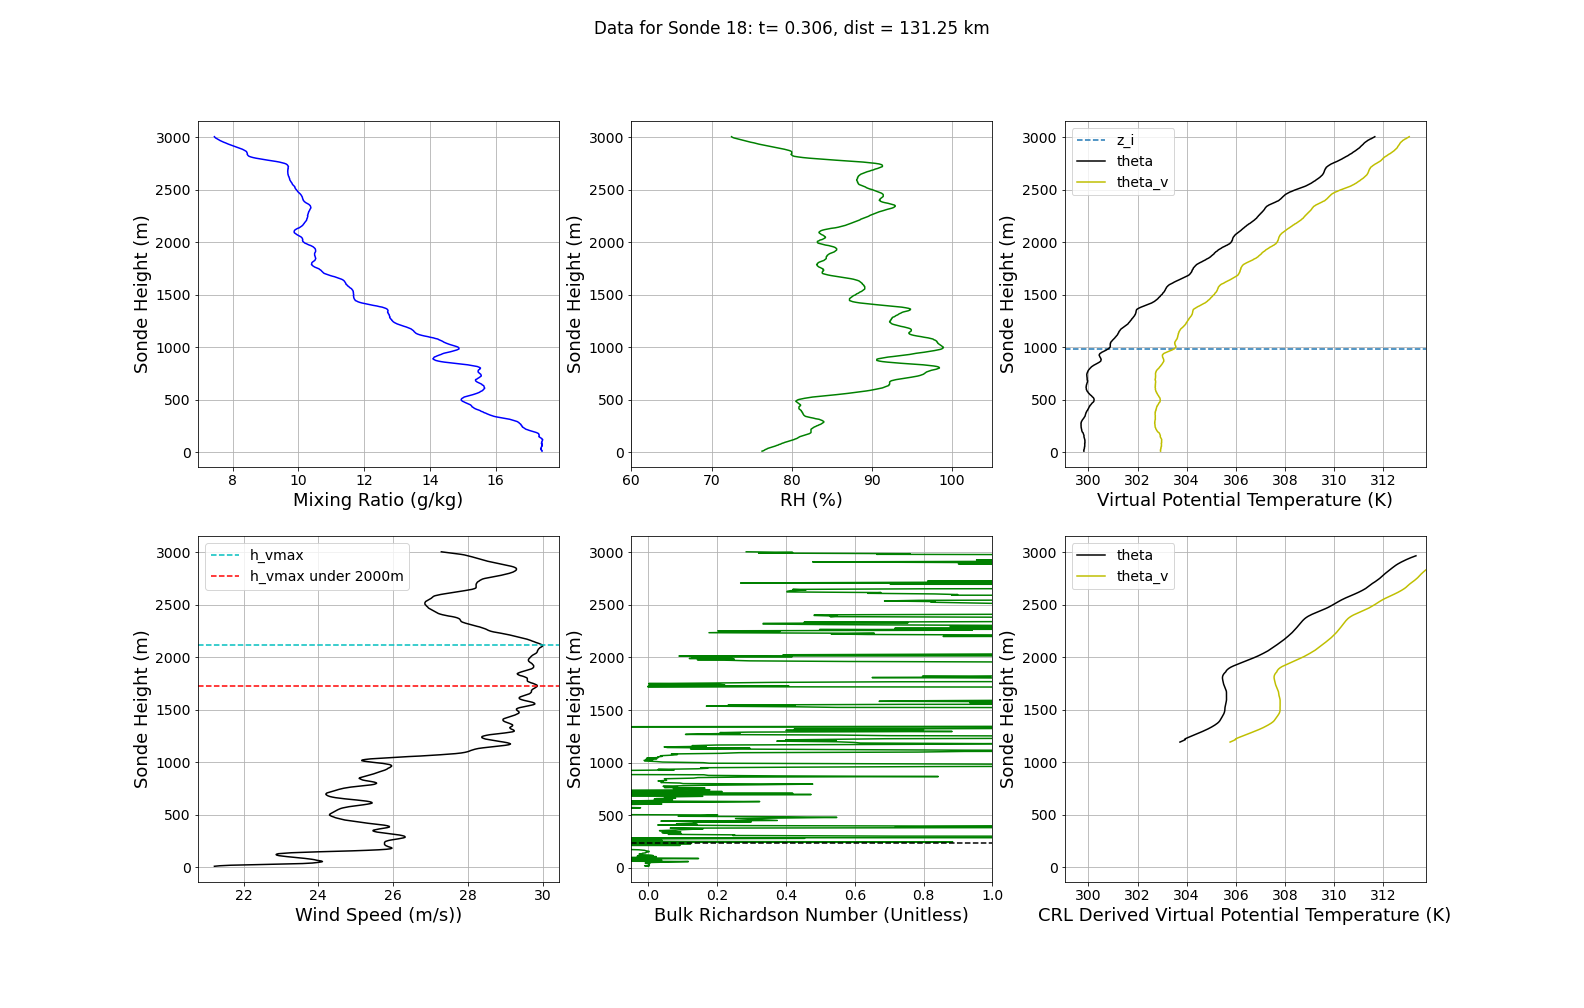 Data for Sonde 18: t= 0.306, dist = 131.25 km
3000
2500
2000
1500
1000
500
0
Sonde Height (m)
8 10 12 14 16
Mixing Ratio (g/kg)
3000
2500
2000
1500
1000
500
0
Sonde Height (m)
60 70 80 90 100
RH (%)
3000
2500
2000
1500
1000
500
0
Sonde Height (m)
z_i
theta
theta_v
300 302 304 306 308 310 312
Virtual Potential Temperature (K)
3000
2500
2000
1500
1000
500
0
Sonde Height (m)
h_vmax
h_vmax under 2000m
22 24 26 28 30
Wind Speed (m/s))
3000
2500
2000
1500
1000
500
0
Sonde Height (m)
0.0 0.2 0.4 0.6 0.8 1.0
Bulk Richardson Number (Unitless)
3000
2500
2000
1500
1000
500
0
Sonde Height (m)
theta
theta_v
300 302 304 306 308 310 312
CRL Derived Virtual Potential Temperature (K)